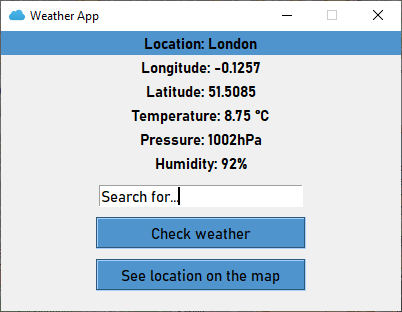 Weather App
Location: London
Longitude: -0.1257
Latitude: 51.5085
Temperature: 8.75 °C
Pressure: 1002hPa
Humidity: 92%
Search for...
Check weather
See location on the map